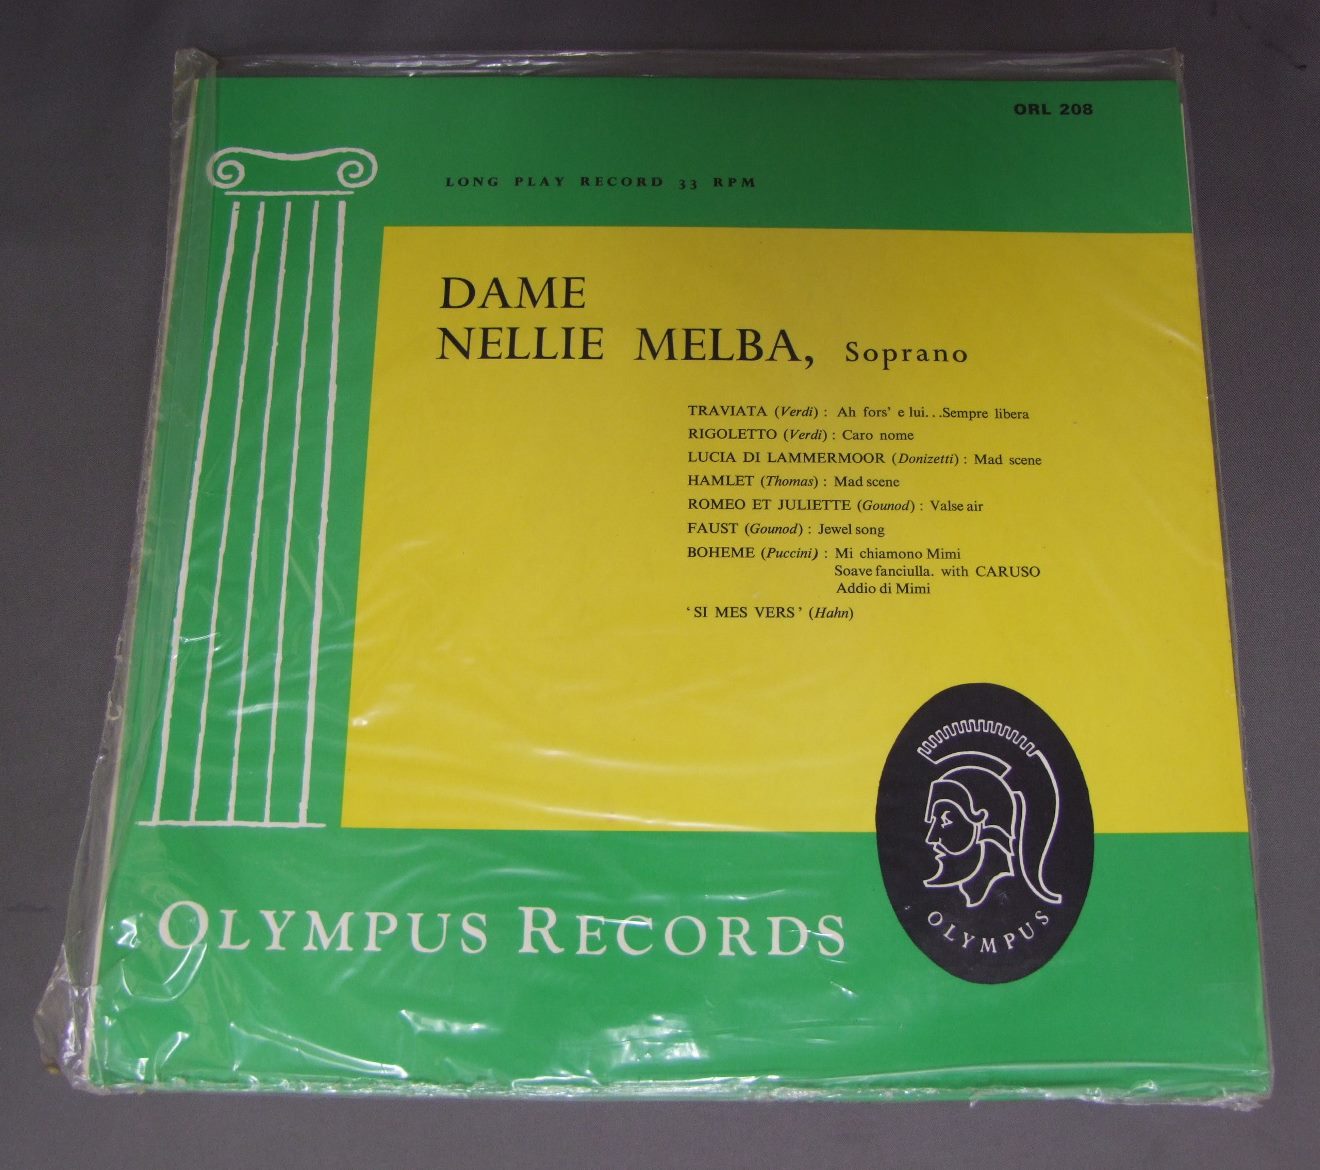 ORL 208
LONG PLAY RECORD 33 RPM
DAME
NELLIE MELBA, Soprano
TRAVIATA (Verdi) : Ah fors' e lui...Sempre libera
RIGOLETTO (Verdi) : Caro nome
LUCIA DI LAMMERMOOR (Donizetti) : Mad scene
HAMLET (Thomas) : Mad scene
ROMEO ET JULIETTE (Gounod) : Valse air
FAUST (Gounod) : Jewel song
BOHEME (Puccini) : Mi chiamono Mimi
Soave fanciulla. with CARUSO
Addio di Mimi
'SI MES VERS' (Hahn)
OLYMPUS RECORDS
OLYMPUS